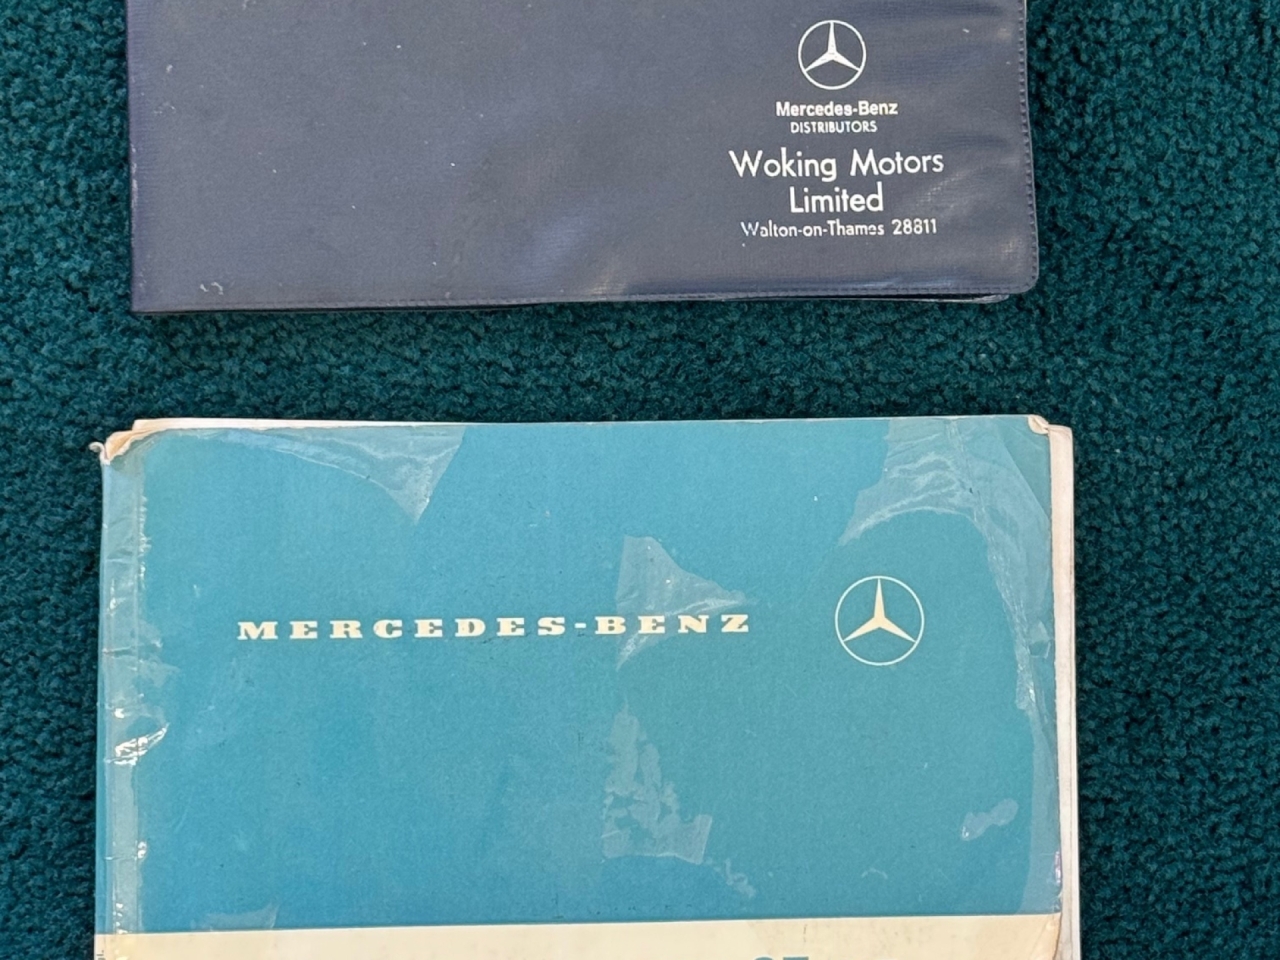 Mercedes-Benz
DISTRIBUTORS
Woking Motors
Limited
Walton-on-Thames 28811
MERCEDES-BENZ